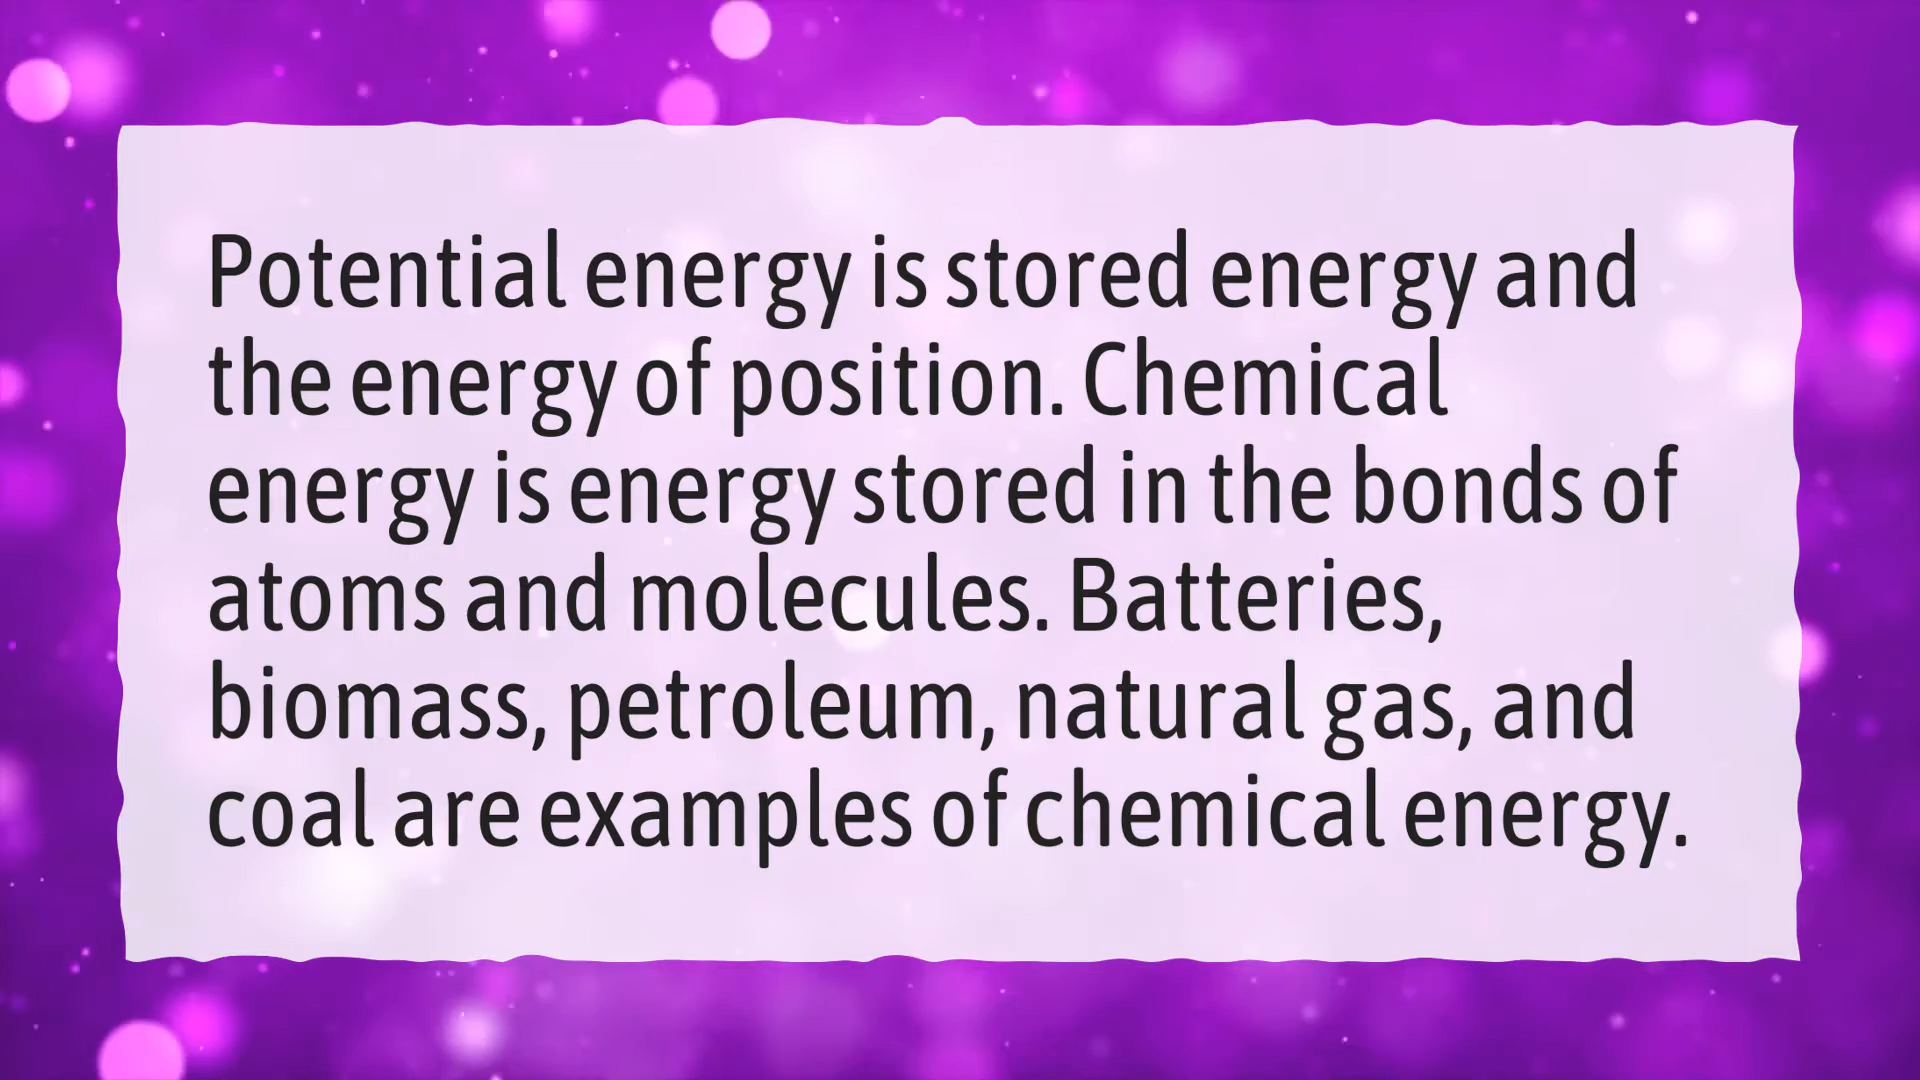 Potential energy is stored energy and
the energy of position. Chemical
energy is energy stored in the bonds of
atoms and molecules. Batteries,
biomass, petroleum, natural gas, and
coal are examples of chemical energy.